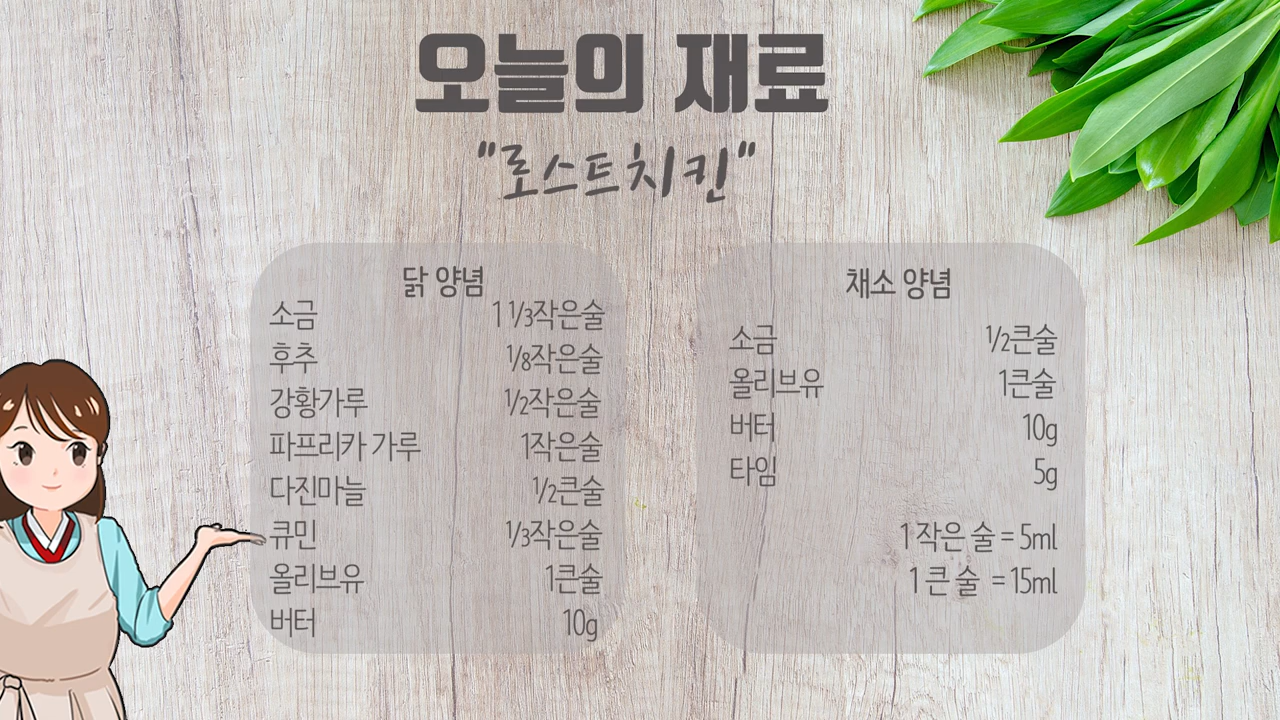 오늘의 재료
"로스트치킨"
닭 양념
소금 1 1/3작은술
후추 1/8작은술
강황가루 1/2작은술
파프리카 가루 1작은술
다진마늘 1/2큰술
큐민 1/3작은술
올리브유 1큰술
버터 10g
채소 양념
소금 1/2큰술
올리브유 1큰술
버터 10g
타임 5g
1 작은 술 = 5ml
1 큰 술 = 15ml